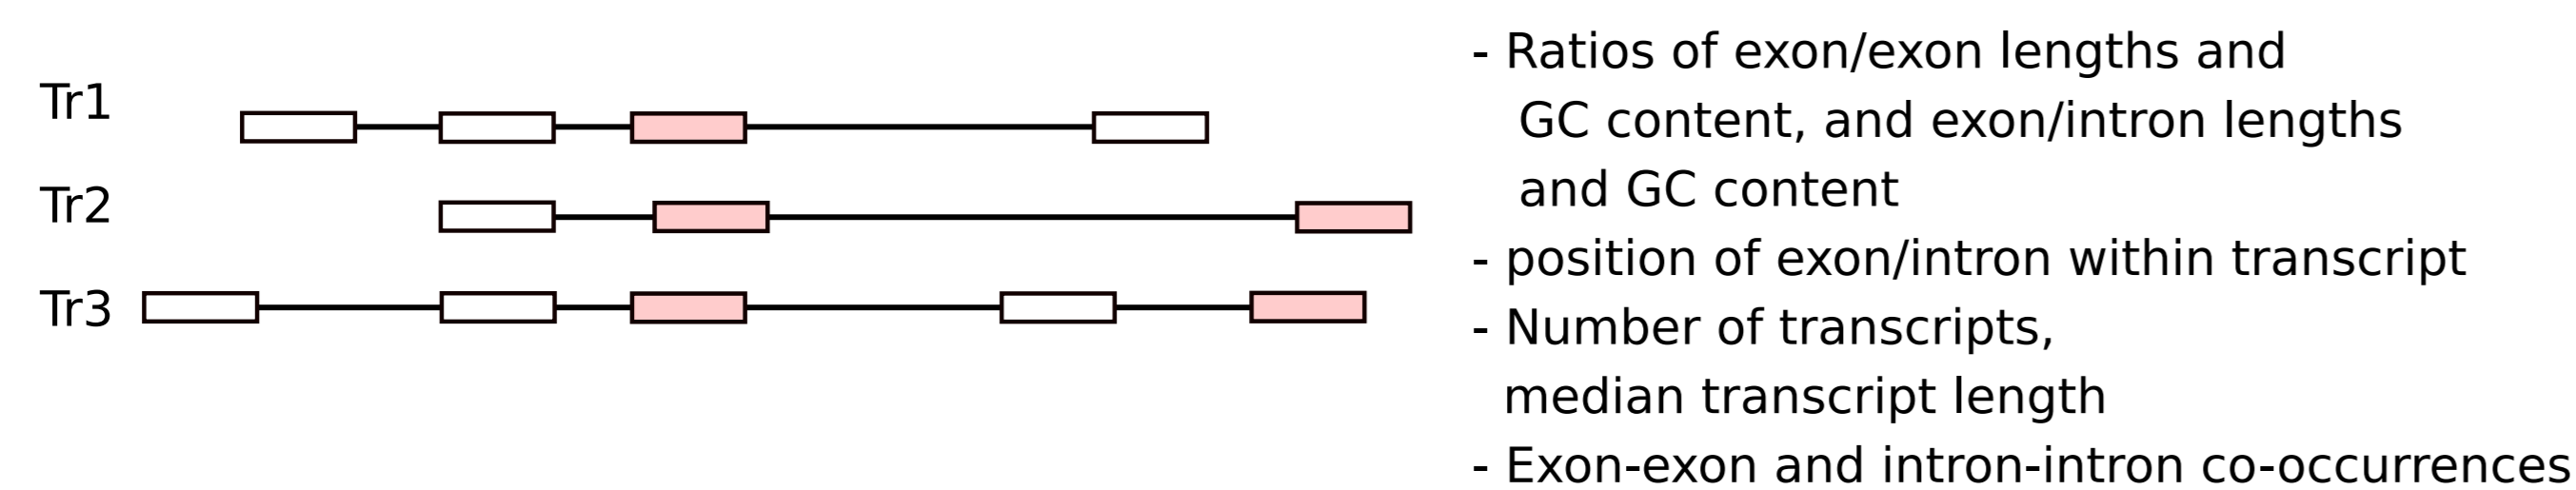 Tr1
Tr2
Tr3
- Ratios of exon/exon lengths and
GC content, and exon/intron lengths
and GC content
- position of exon/intron within transcript
- Number of transcripts,
median transcript length
- Exon-exon and intron-intron co-occurrences